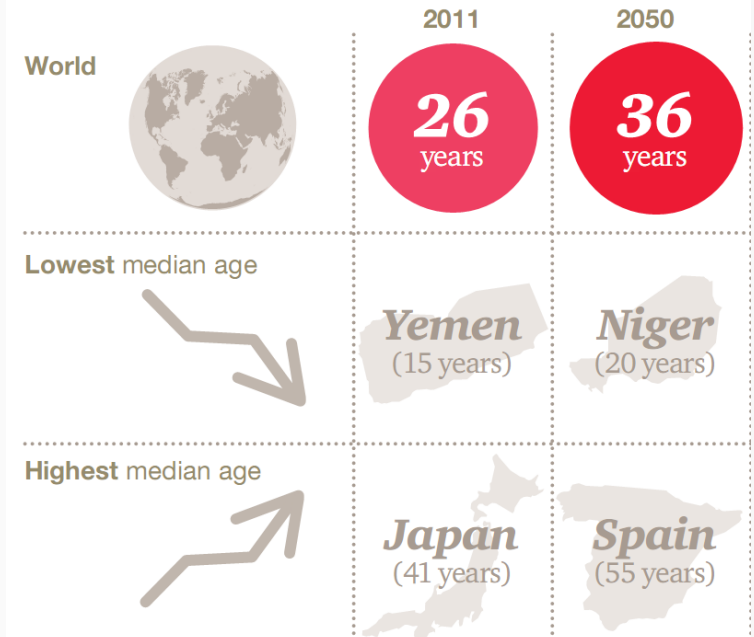 2011 2050
World
26 years
36 years
Lowest median age
Yemen
(15 years)
Niger
(20 years)
Highest median age
Japan
(41 years)
Spain
(55 years)